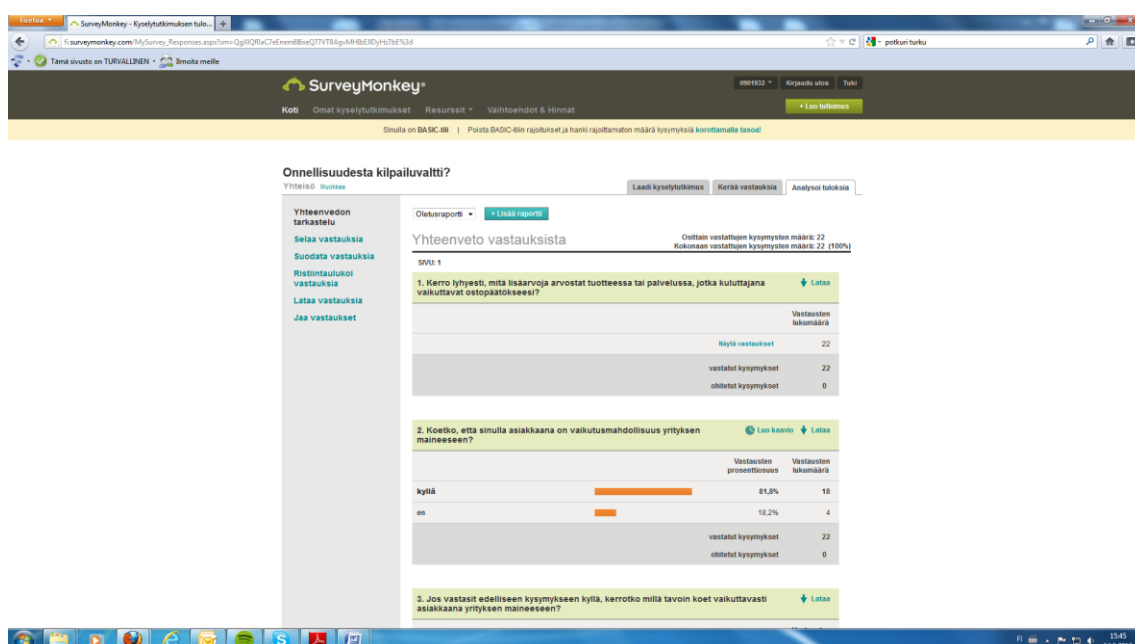 Firefox
SurveyMonkey - Kyselytutkimuksen tulo...
potkuri turku
Tämä sivusto on TURVALLINEN
Ilmoita meille
SurveyMonkey
0901932
Kirjaudu ulos
Tuki
Koti
Omat kyselytutkimukset
Resurssit
Vaihtoehdot & Hinnat
+ Luo tutkimus
Sinulla on BASIC-tili | Poista BASIC-tilin rajoitukset ja hanki rajoittamaton määrä kysymyksiä korottamalla tasoa!
Onnellisuudesta kilpailuvaltti?
Yhteisö Muokkaa
Laadi kyselytutkimus
Kerää vastauksia
Analysoi tuloksia
Yhteenvedon
tarkastelu
Selaa vastauksia
Suodata vastauksia
Ristiintaulukoi
vastauksia
Lataa vastauksia
Jaa vastaukset
Oletusraportti
+ Lisää raportti
Yhteenveto vastauksista
Osittain vastattujen kysymysten määrä: 22
Kokonaan vastattujen kysymysten määrä: 22 (100%)
SIVU: 1
1. Kerro lyhyesti, mitä lisäarvoja arvostat tuotteessa tai palvelussa, jotka kuluttajana
vaikuttavat ostopäätökseesi?
Lataa
Vastausten
lukumäärä
Näytä vastaukset 22
vastatut kysymykset 22
ohitetut kysymykset 0
2. Koetko, että sinulla asiakkaana on vaikutusmahdollisuus yrityksen
maineeseen?
Luo kaavio
Lataa
Vastausten
prosenttiosuus
Vastausten
lukumäärä
kyllä 81,8% 18
en 18,2% 4
vastatut kysymykset 22
ohitetut kysymykset 0
3. Jos vastasit edelliseen kysymykseen kyllä, kerrotko millä tavoin koet vaikuttavasti
asiakkaana yrityksen maineeseen?
Lataa
FI
15:45